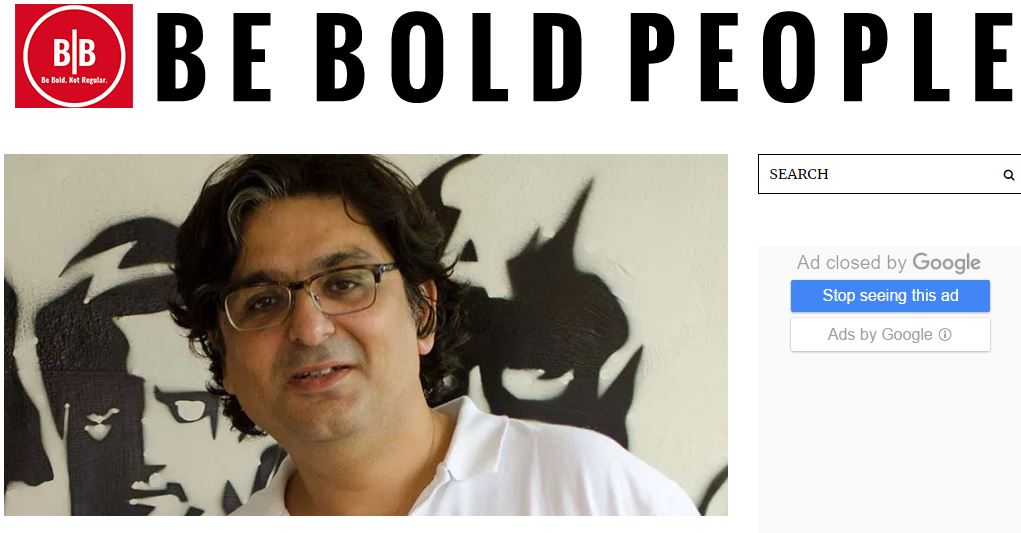 B|B
Be Bold. Not Regular.
BE BOLD PEOPLE
SEARCH
Ad closed by Google
Stop seeing this ad
Ads by Google